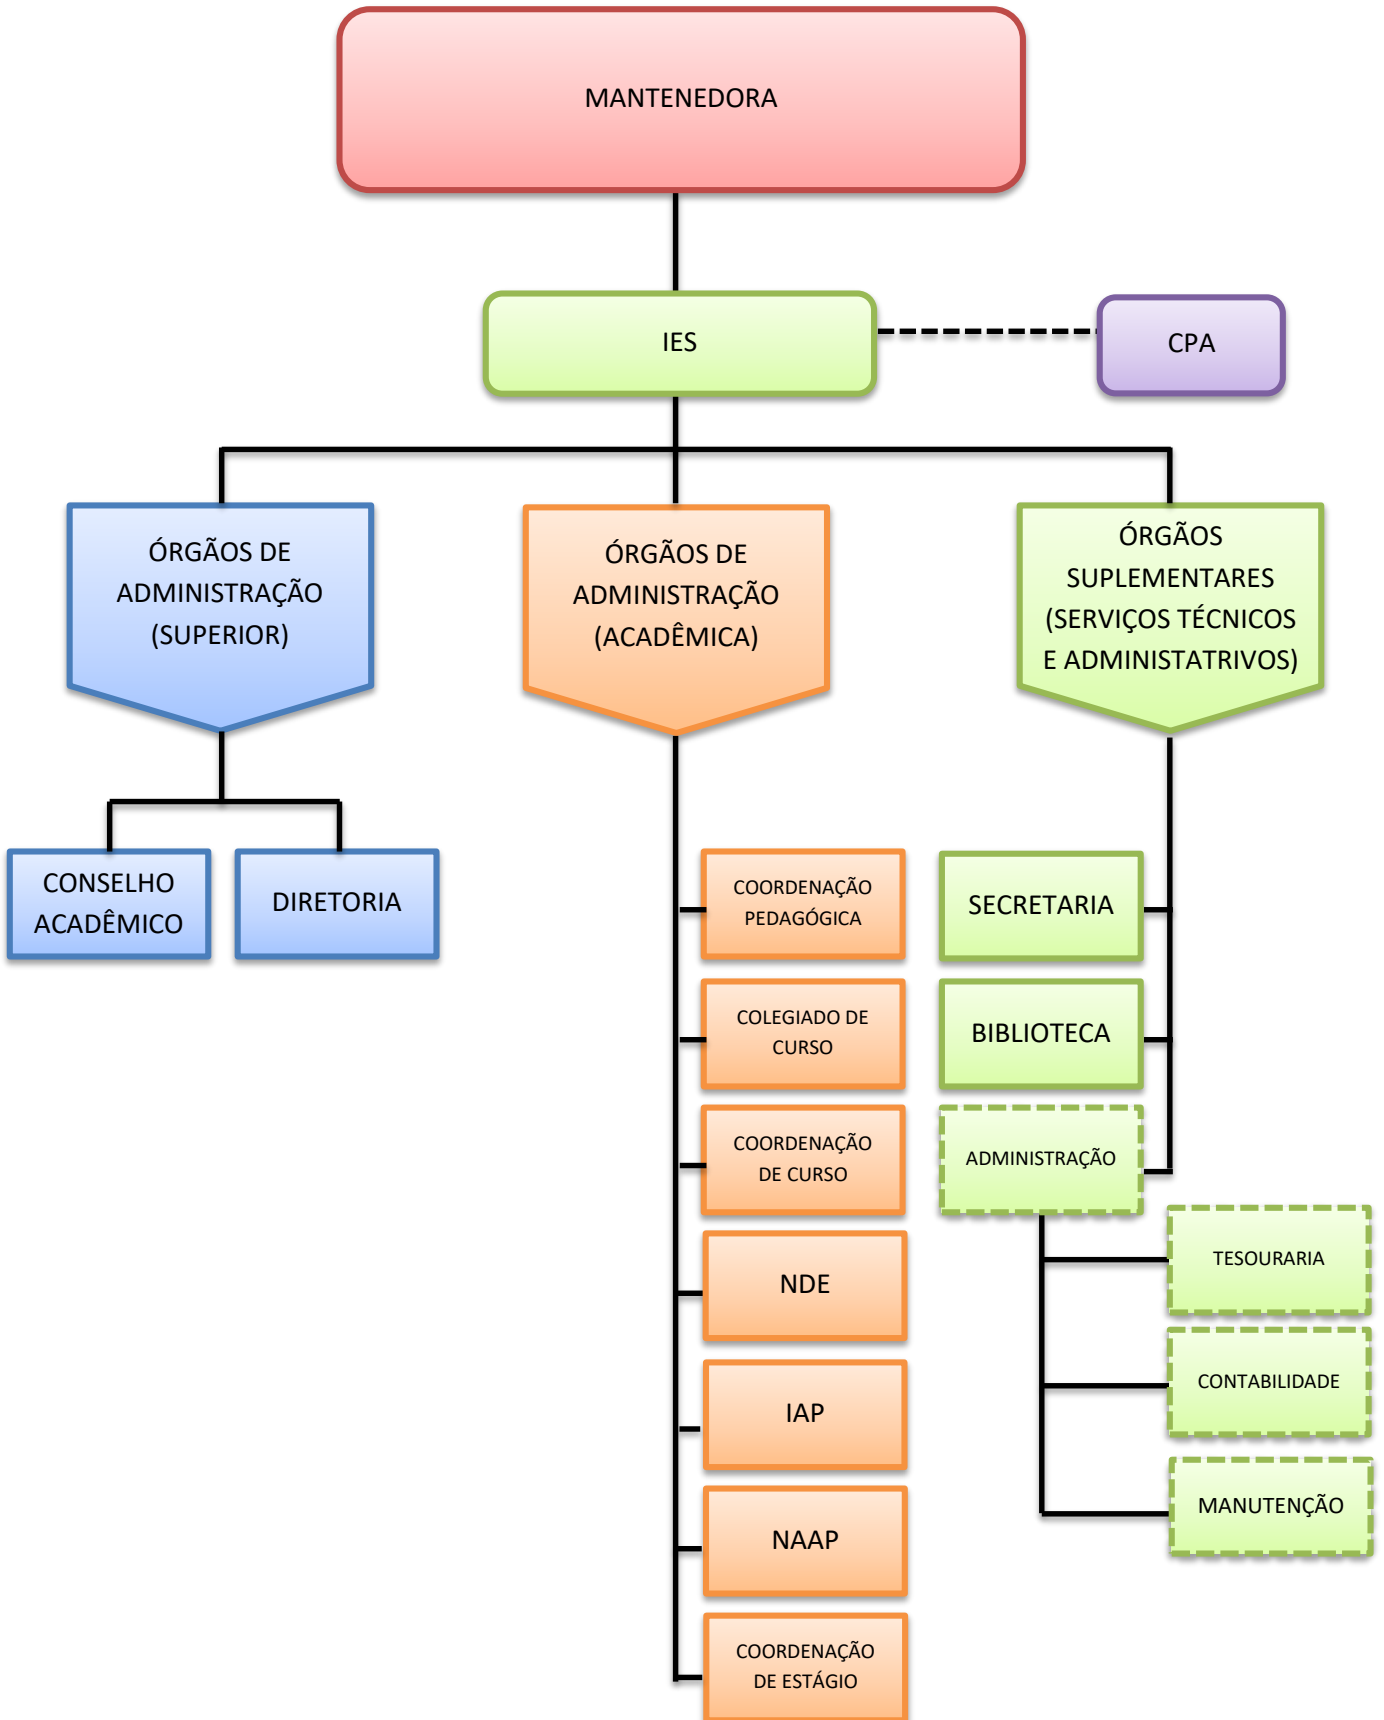 MANTENEDORA
IES
CPA
ÓRGÃOS DE
ADMINISTRAÇÃO
(SUPERIOR)
ÓRGÃOS DE
ADMINISTRAÇÃO
(ACADÊMICA)
ÓRGÃOS
SUPLEMENTARES
(SERVIÇOS TÉCNICOS
E ADMINISTATRIVOS)
CONSELHO
ACADÊMICO
DIRETORIA
COORDENAÇÃO
PEDAGÓGICA
COLEGIADO DE
CURSO
COORDENAÇÃO
DE CURSO
NDE
IAP
NAAP
COORDENAÇÃO
DE ESTÁGIO
SECRETARIA
BIBLIOTECA
ADMINISTRAÇÃO
TESOURARIA
CONTABILIDADE
MANUTENÇÃO